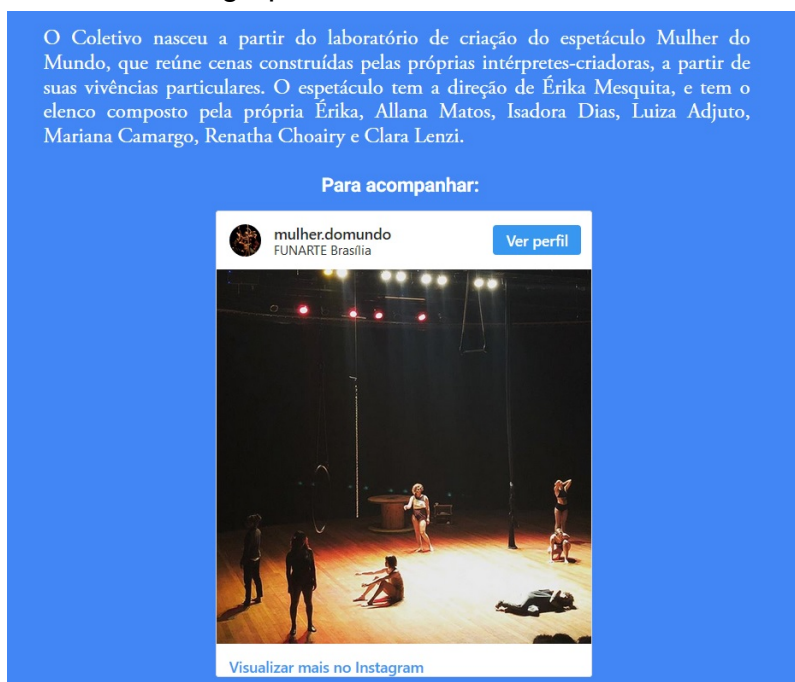 O Coletivo nasceu a partir do laboratório de criação do espetáculo Mulher do
Mundo, que reúne cenas construídas pelas próprias intérpretes-criadoras, a partir de
suas vivências particulares. O espetáculo tem a direção de Érika Mesquita, e tem o
elenco composto pela própria Érika, Allana Matos, Isadora Dias, Luiza Adjuto,
Mariana Camargo, Renatha Choairy e Clara Lenzi.
Para acompanhar:
mulher.domundo
FUNARTE Brasília
Ver perfil
Visualizar mais no Instagram